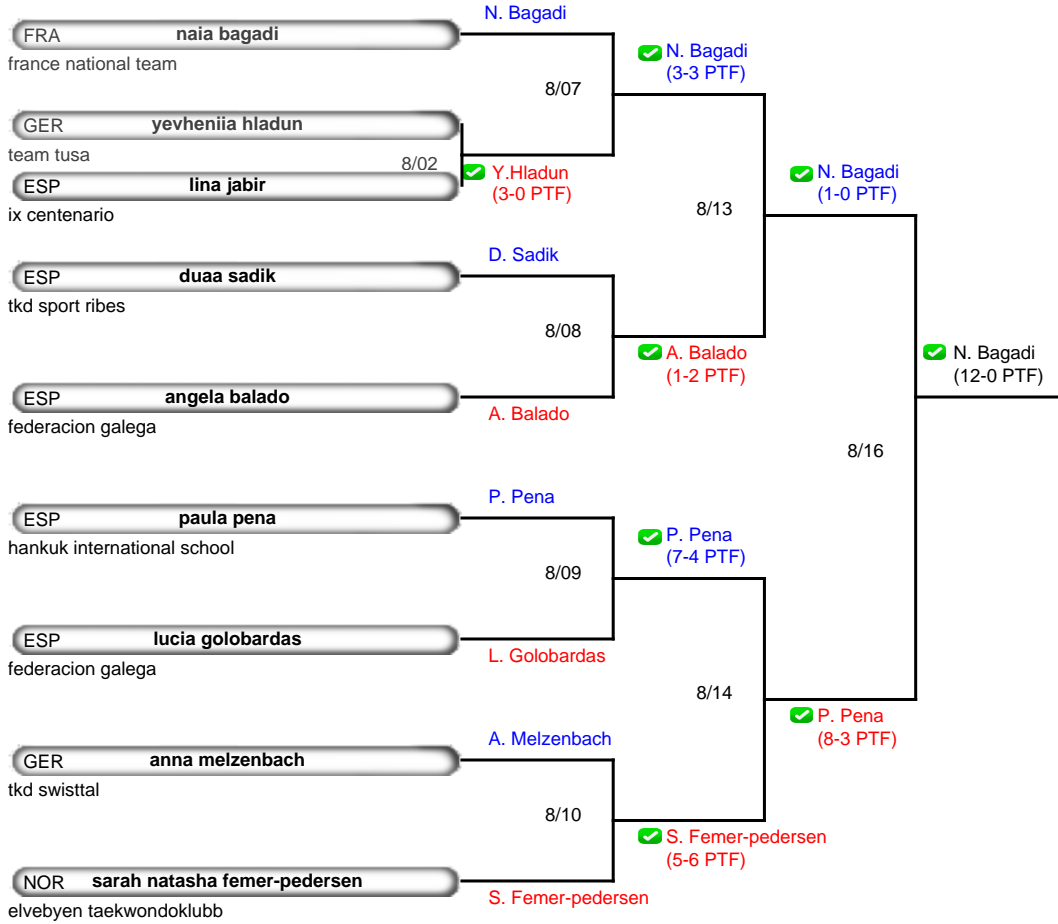 N. Bagadi
FRA naia bagadi
france national team
N. Bagadi
(3-3 PTF)
8/07
GER yevheniia hladun
team tusa
8/02
Y.Hladun
(3-0 PTF)
ESP lina jabir
ix centenario
N. Bagadi
(1-0 PTF)
8/13
D. Sadik
ESP duaa sadik
tkd sport ribes
8/08
A. Balado
(1-2 PTF)
N. Bagadi
(12-0 PTF)
ESP angela balado
federacion galega
A. Balado
8/16
P. Pena
ESP paula pena
hankuk international school
P. Pena
(7-4 PTF)
8/09
ESP lucia golobardas
federacion galega
L. Golobardas
8/14
P. Pena
(8-3 PTF)
A. Melzenbach
GER anna melzenbach
tkd swisttal
8/10
S. Femer-pedersen
(5-6 PTF)
NOR sarah natasha femer-pedersen
elvebyen taekwondoklubb
S. Femer-pedersen